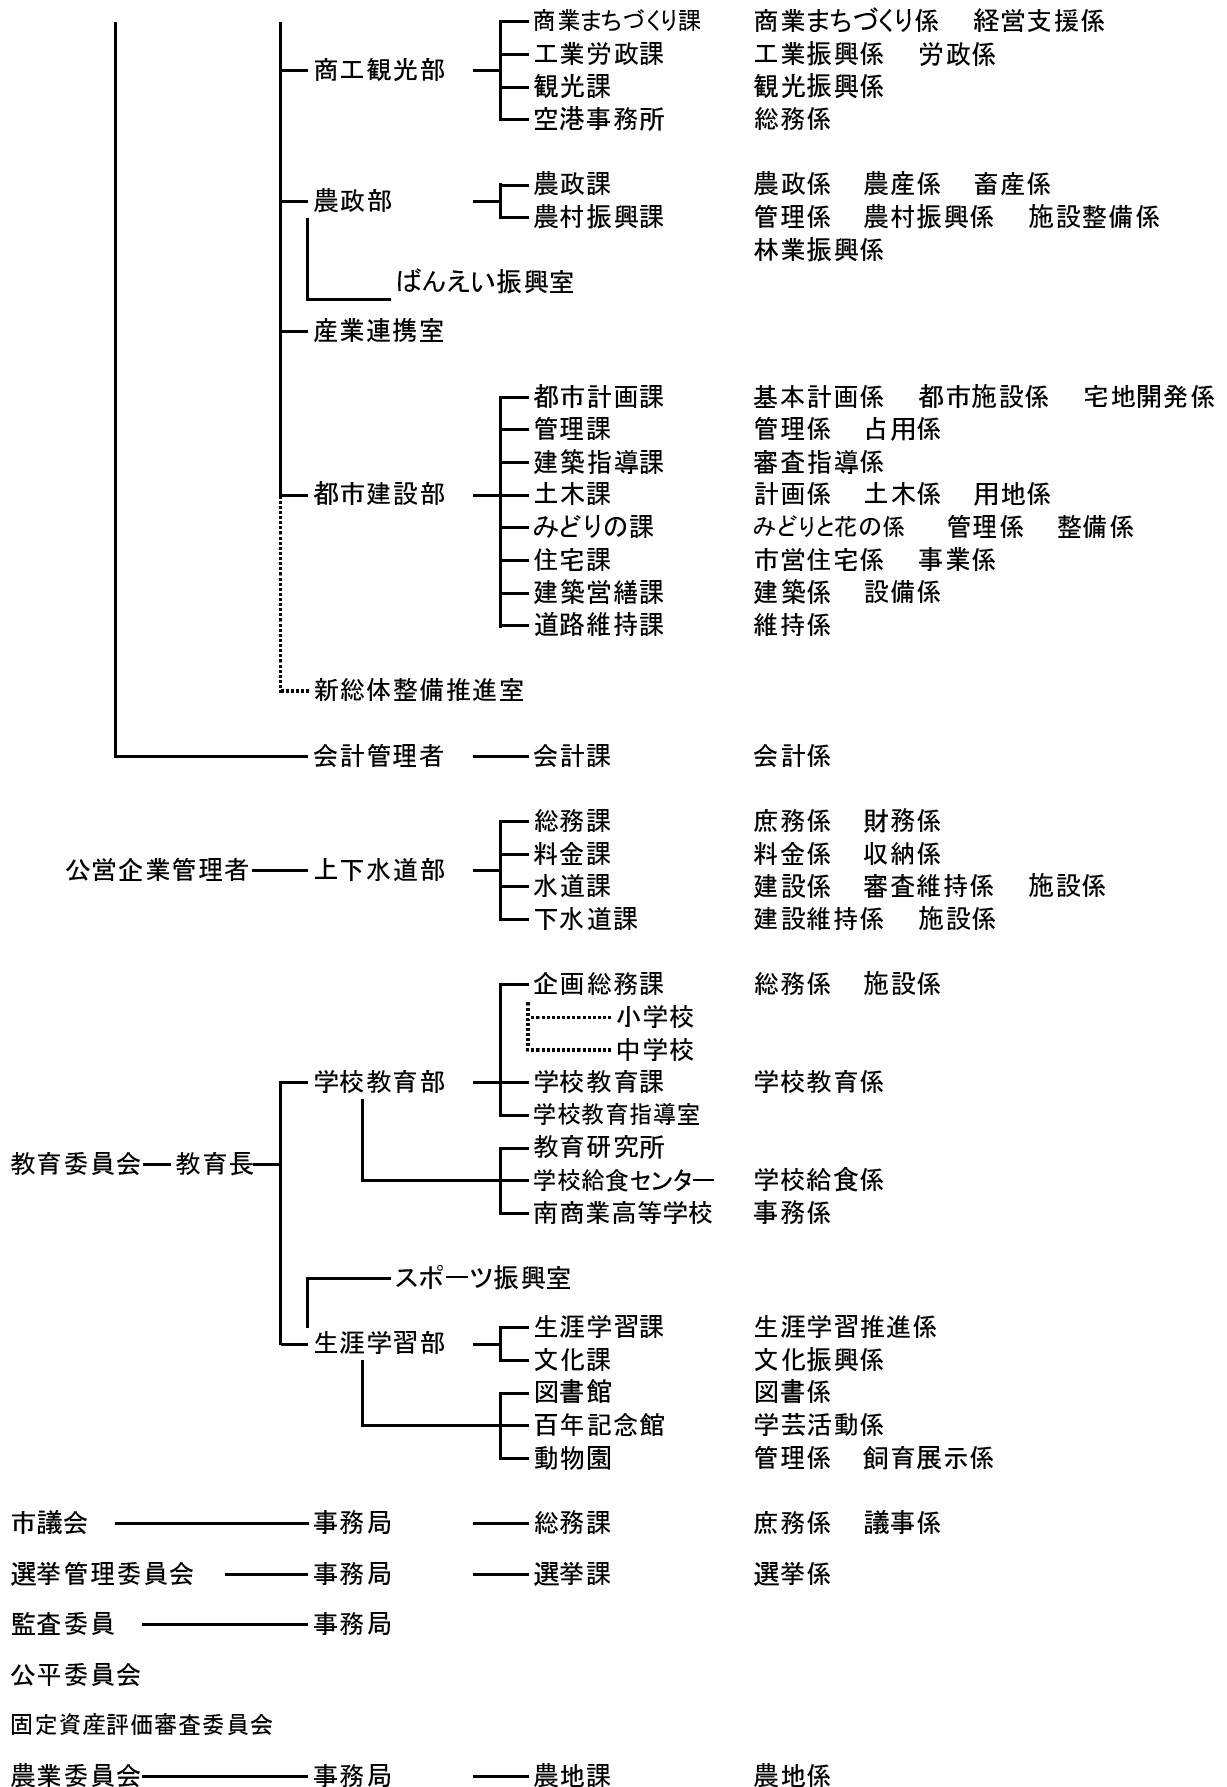 商業まちづくり課 商業まちづくり係 経営支援係
工業労政課 工業振興係 労政係
商工観光部
観光課 観光振興係
空港事務所 総務係
農政課 農政係 農産係 畜産係
農政部
農村振興課 管理係 農村振興係 施設整備係
林業振興係
ばんえい振興室
産業連携室
都市計画課 基本計画係 都市施設係 宅地開発係
管理課 管理係 占用係
建築指導課 審査指導係
都市建設部 土木課 計画係 土木係 用地係
みどりの課 みどりと花の係 管理係 整備係
住宅課 市営住宅係 事業係
建築営繕課 建築係 設備係
道路維持課 維持係
新総体整備推進室
会計管理者 会計課 会計係
総務課 庶務係 財務係
料金課 料金係 収納係
公営企業管理者 上下水道部
水道課 建設係 審査維持係 施設係
下水道課 建設維持係 施設係
企画総務課 総務係 施設係
小学校
中学校
学校教育部 学校教育課 学校教育係
学校教育指導室
教育研究所
教育委員会 教育長
学校給食センター 学校給食係
南商業高等学校 事務係
スポーツ振興室
生涯学習課 生涯学習推進係
生涯学習部
文化課 文化振興係
図書館 図書係
百年記念館 学芸活動係
動物園 管理係 飼育展示係
市議会 事務局 総務課 庶務係 議事係
選挙管理委員会 事務局 選挙課 選挙係
監査委員 事務局
公平委員会
固定資産評価審査委員会
農業委員会 事務局 農地課 農地係